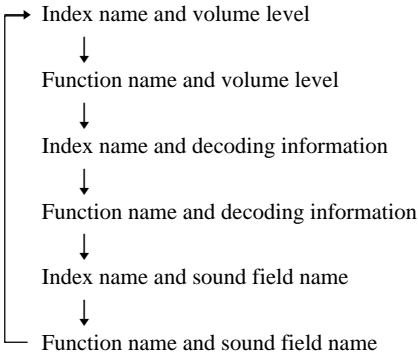 Index name and volume level
Function name and volume level
Index name and decoding information
Function name and decoding information
Index name and sound field name
Function name and sound field name